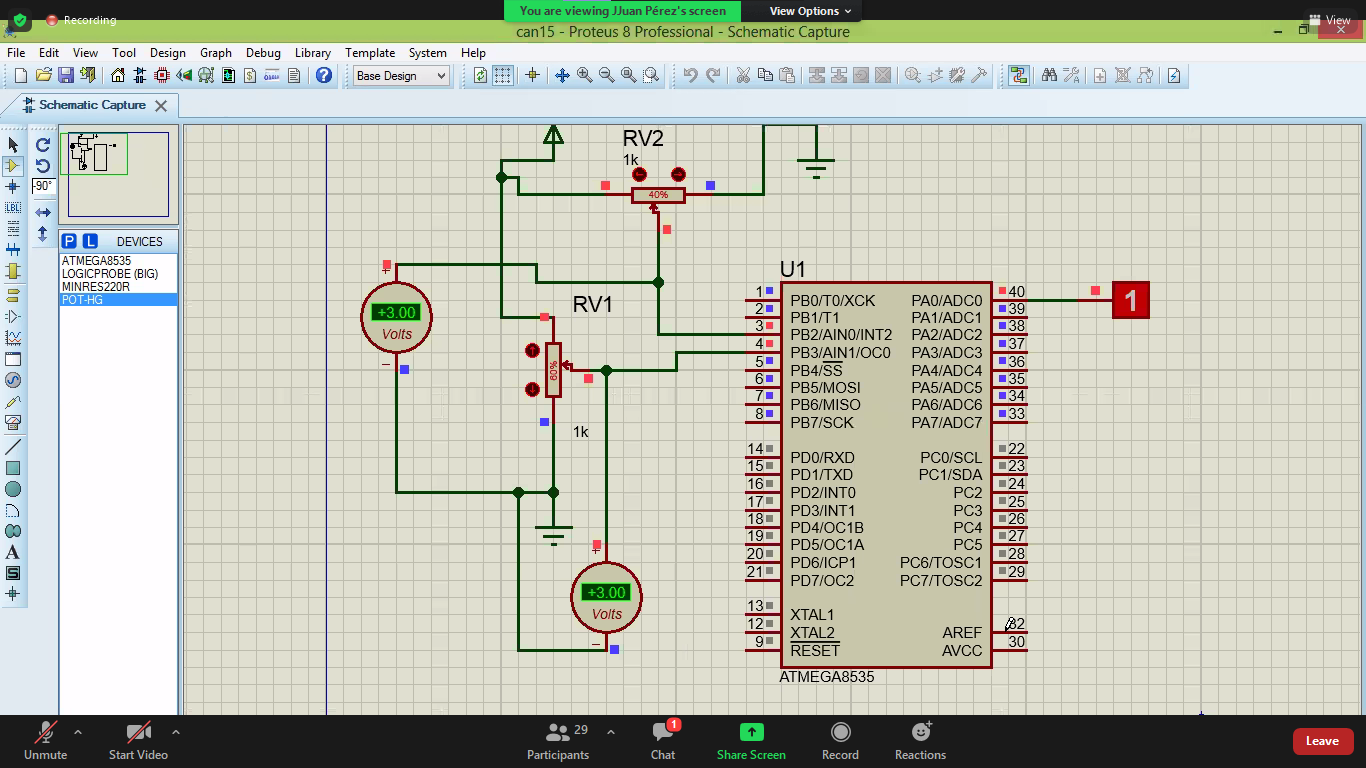 Recording
You are viewing JJuan Pérez's screen
View Options
View
can15 - Proteus 8 Professional - Schematic Capture
File Edit View Tool Design Graph Debug Library Template System Help
Base Design
Schematic Capture
-90°
P L DEVICES
ATMEGA8535
LOGICPROBE (BIG)
MINRES220R
POT-HG
LBL
A
S
RV2
1k
40%
+
+3.00
Volts
−
RV1
60%
1k
+
+3.00
Volts
−
U1
1 PB0/T0/XCK PA0/ADC0 40
2 PB1/T1 PA1/ADC1 39
3 PB2/AIN0/INT2 PA2/ADC2 38
4 PB3/AIN1/OC0 PA3/ADC3 37
5 PB4/SS PA4/ADC4 36
6 PB5/MOSI PA5/ADC5 35
7 PB6/MISO PA6/ADC6 34
8 PB7/SCK PA7/ADC7 33
14 PD0/RXD PC0/SCL 22
15 PD1/TXD PC1/SDA 23
16 PD2/INT0 PC2 24
17 PD3/INT1 PC3 25
18 PD4/OC1B PC4 26
19 PD5/OC1A PC5 27
20 PD6/ICP1 PC6/TOSC1 28
21 PD7/OC2 PC7/TOSC2 29
13 XTAL1
12 XTAL2 AREF 32
9 RESET AVCC 30
ATMEGA8535
1
Unmute
Start Video
Participants 29
Chat 1
Share Screen
Record
Reactions
Leave